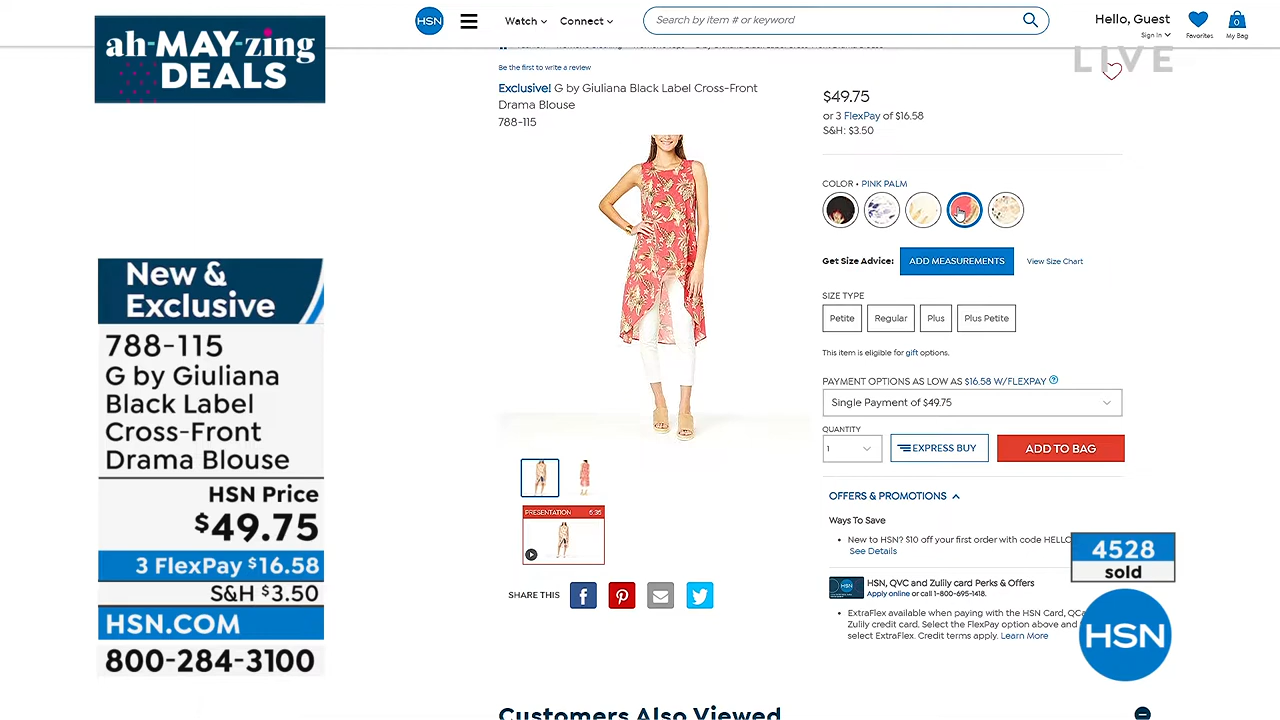 ah-MAY-zing
DEALS
HSN
Watch
Connect
Search by item # or keyword
Hello, Guest
Sign In
Favorites
0
My Bag
LIVE
Be the first to write a review
Exclusive! G by Giuliana Black Label Cross-Front
Drama Blouse
788-115
$49.75
or 3 FlexPay of $16.58
S&H: $3.50
COLOR • PINK PALM
Get Size Advice:
ADD MEASUREMENTS
View Size Chart
SIZE TYPE
Petite
Regular
Plus
Plus Petite
This item is eligible for gift options.
PAYMENT OPTIONS AS LOW AS $16.58 W/FLEXPAY ?
Single Payment of $49.75
QUANTITY
1
EXPRESS BUY
ADD TO BAG
OFFERS & PROMOTIONS
Ways To Save
• New to HSN? $10 off your first order with code HELLO
See Details
HSN
HSN, QVC and Zulily card Perks & Offers
Apply online or call 1-800-695-1418.
• ExtraFlex available when paying with the HSN Card, QCa
Zulily credit card. Select the FlexPay option above and
select ExtraFlex. Credit terms apply. Learn More
PRESENTATION 6:36
SHARE THIS
Customers Also Viewed
New &
Exclusive
788-115
G by Giuliana
Black Label
Cross-Front
Drama Blouse
HSN Price
$49.75
3 FlexPay $16.58
S&H $3.50
HSN.COM
800-284-3100
4528
sold
HSN